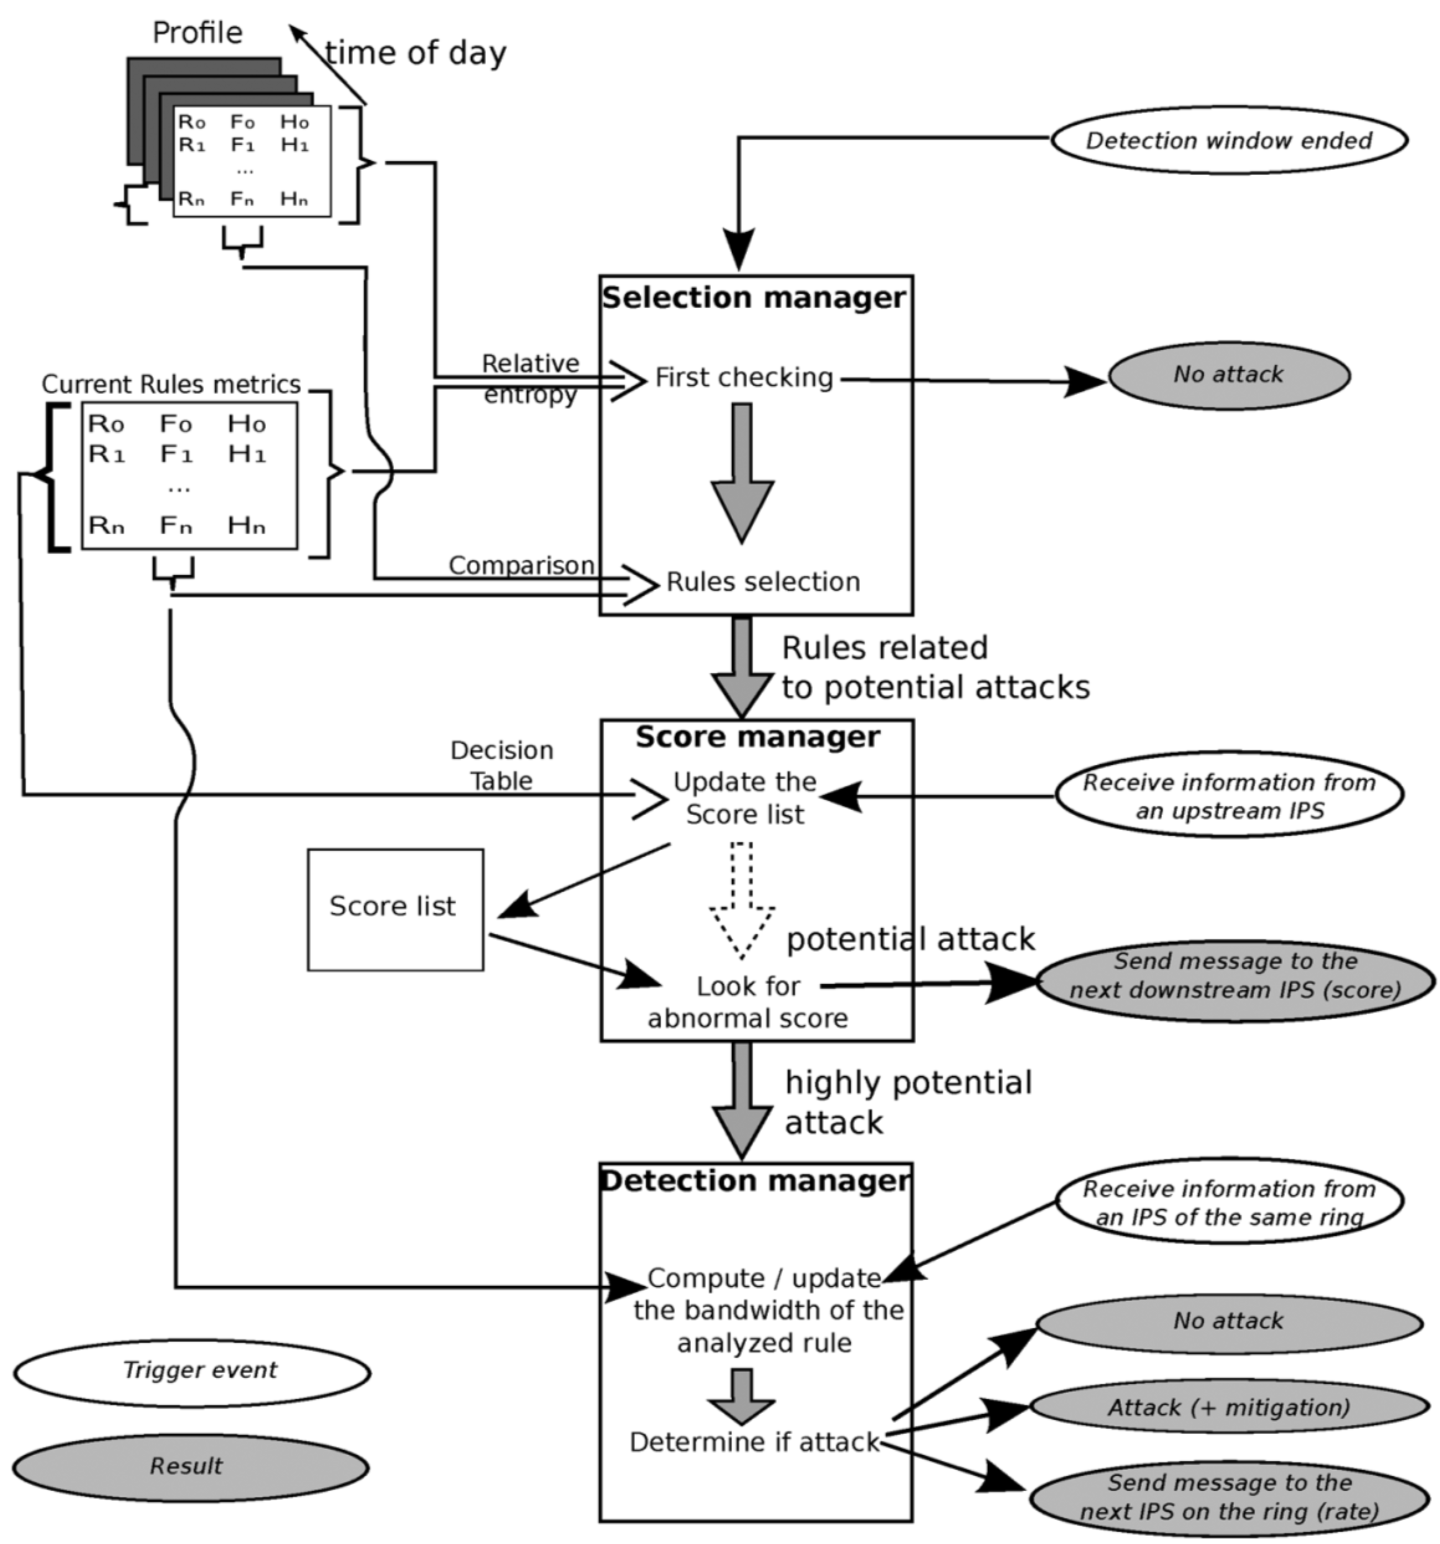 Profile
time of day
R₀ F₀ H₀
R₁ F₁ H₁
...
Rₙ Fₙ Hₙ
Detection window ended
Selection manager
Relative
entropy
First checking
No attack
Current Rules metrics
R₀ F₀ H₀
R₁ F₁ H₁
...
Rₙ Fₙ Hₙ
Comparison
Rules selection
Rules related
to potential attacks
Score manager
Decision
Table
Update the
Score list
Receive information from
an upstream IPS
Score list
potential attack
Look for
abnormal score
Send message to the
next downstream IPS (score)
highly potential
attack
Detection manager
Receive information from
an IPS of the same ring
Compute / update
the bandwidth of the
analyzed rule
No attack
Determine if attack
Attack (+ mitigation)
Send message to the
next IPS on the ring (rate)
Trigger event
Result